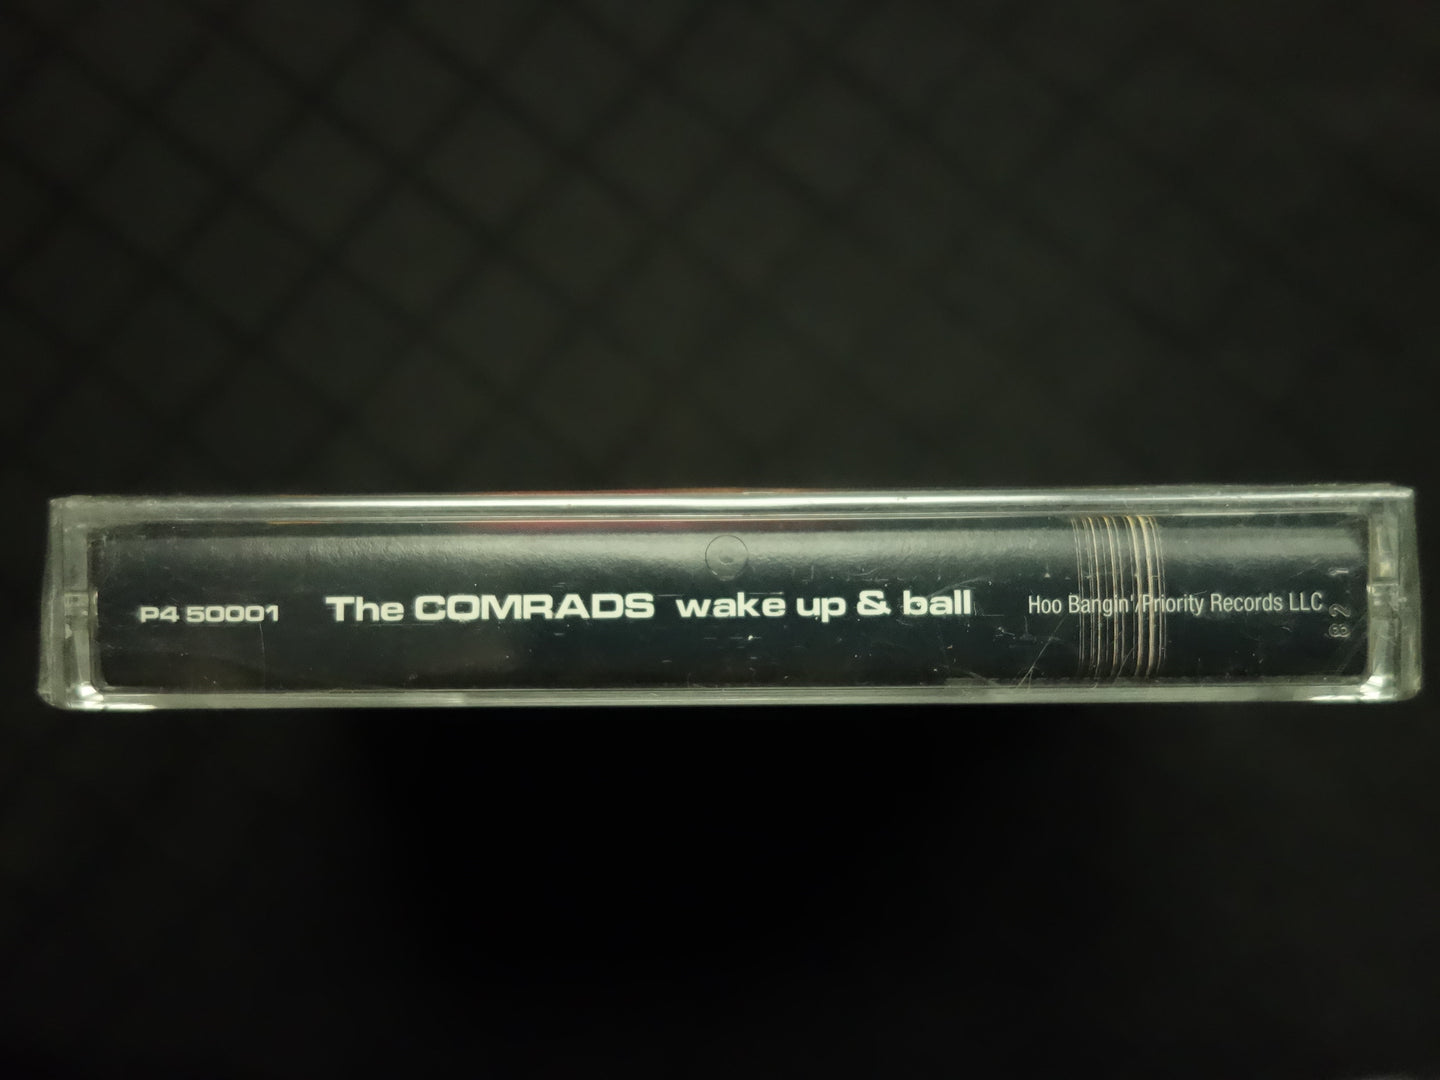 P4 50001 The COMRADS wake up & ball Hoo Bangin'/Priority Records LLC